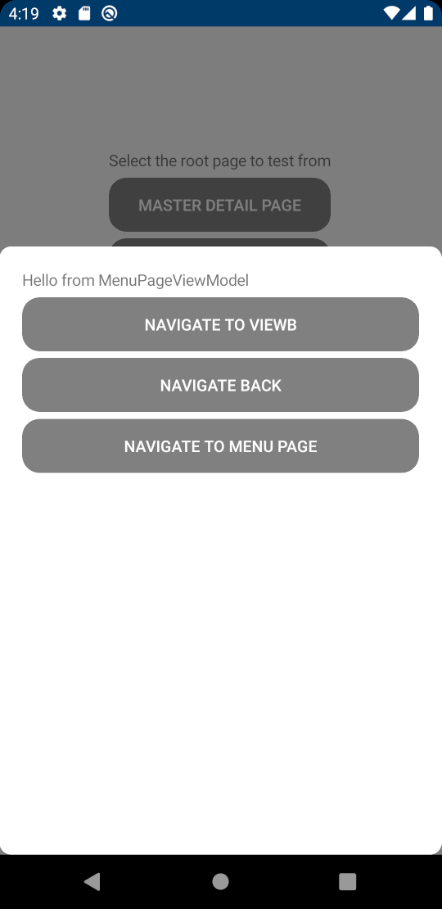 4:19
Select the root page to test from
MASTER DETAIL PAGE
Hello from MenuPageViewModel
NAVIGATE TO VIEWB
NAVIGATE BACK
NAVIGATE TO MENU PAGE